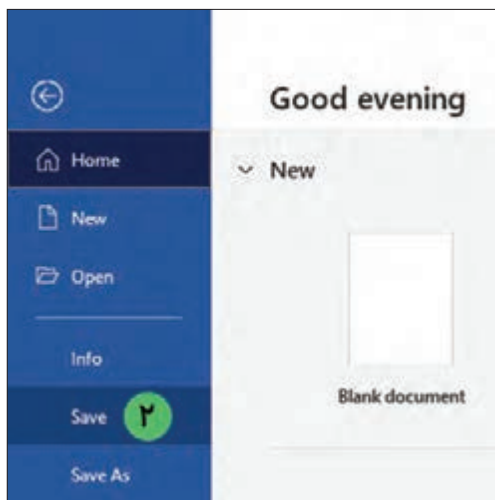 Good evening
Home
New
New
Open
Info
Blank document
Save ۲
Save As